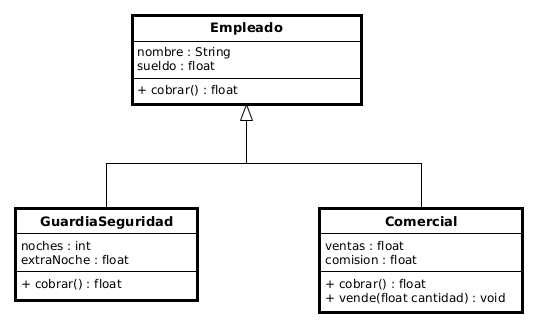 Empleado
nombre : String
sueldo : float
+ cobrar() : float
GuardiaSeguridad
noches : int
extraNoche : float
+ cobrar() : float
Comercial
ventas : float
comision : float
+ cobrar() : float
+ vende(float cantidad) : void